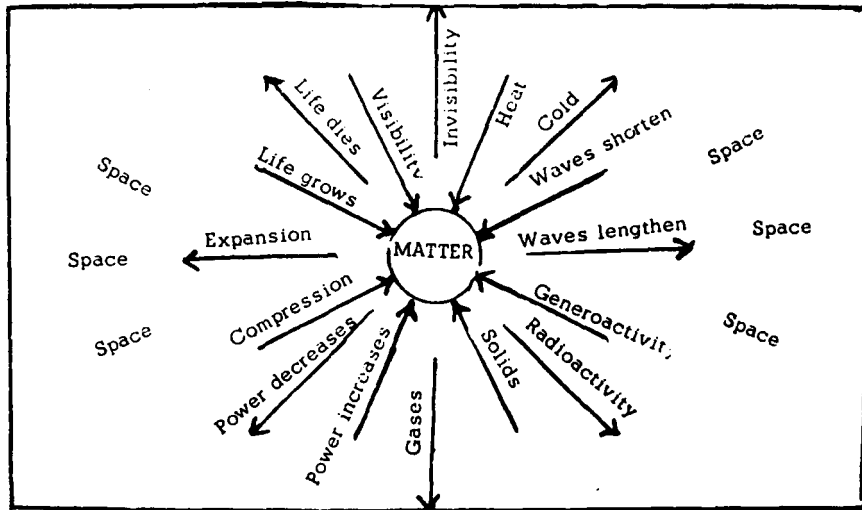 Invisibility
Life dies
Visibility
Heat
Cold
Space
Life grows
Waves shorten
Space
Expansion
MATTER
Waves lengthen
Space
Space
Compression
Generoactivity
Space
Power decreases
Power increases
Solids
Radioactivity
Space
Gases